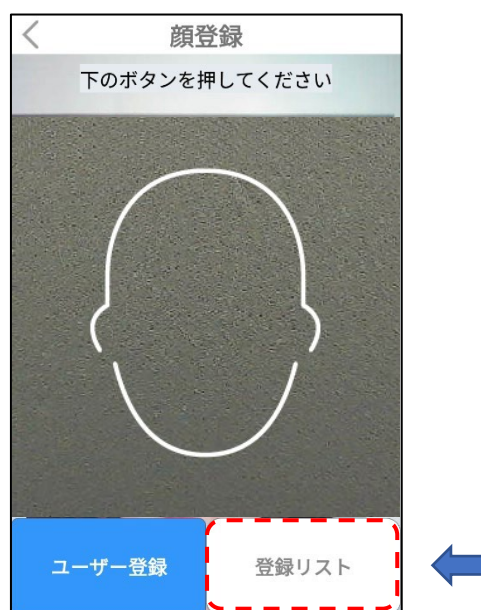 顔登録
下のボタンを押してください
ユーザー登録
登録リスト